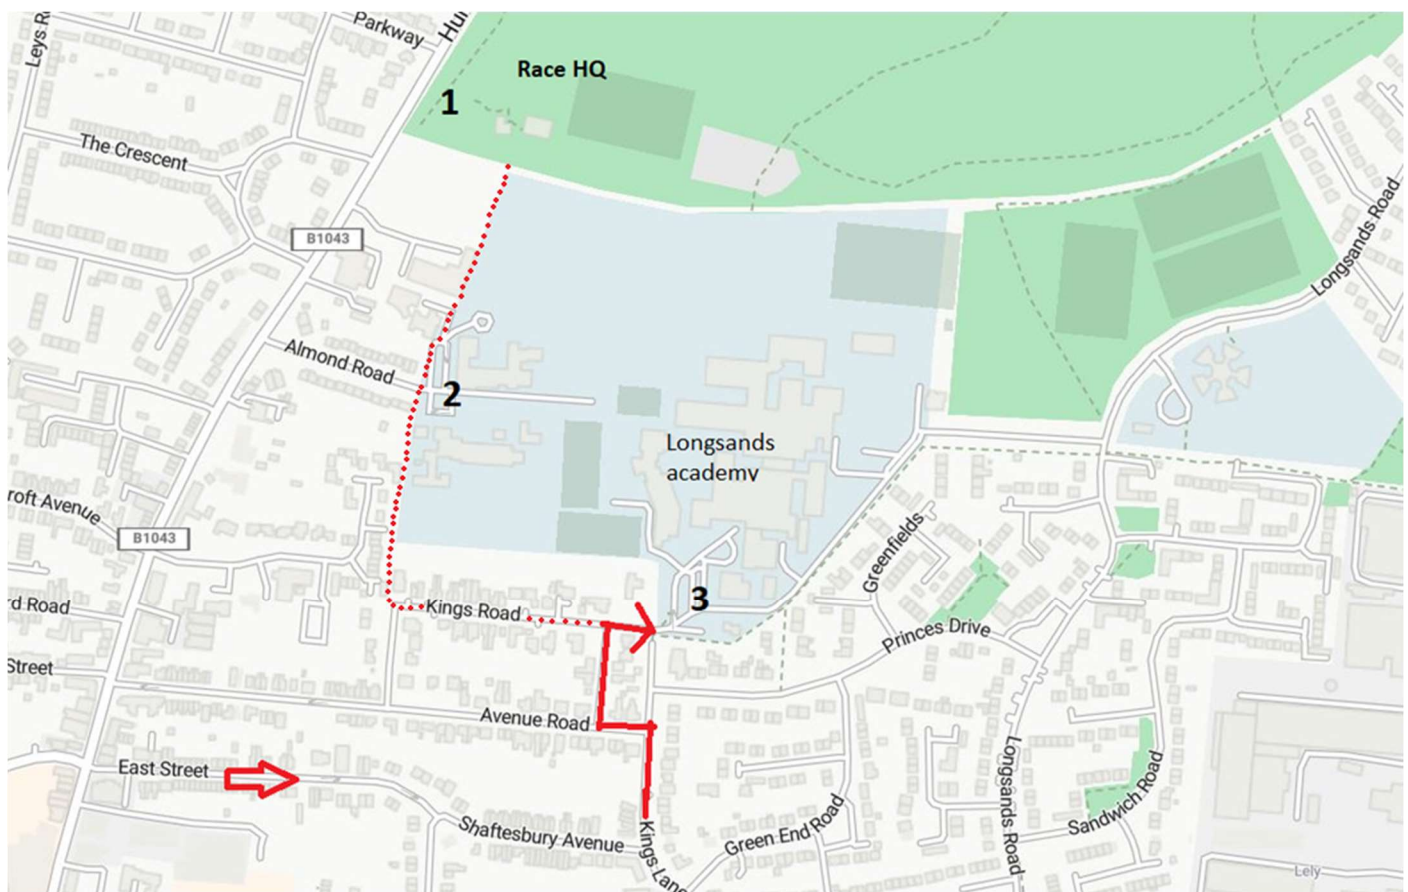 Parkway
Hu
Leys R
Race HQ
1
The Crescent
B1043
Longsands Road
Almond Road
2
Longsands
academy
roft Avenue
B1043
Greenfields
3
rd Road
Kings Road
Princes Drive
Street
Avenue Road
East Street
Longsands Road
Sandwich Road
Shaftesbury Avenue
Kings Lane
Green End Road
Lely